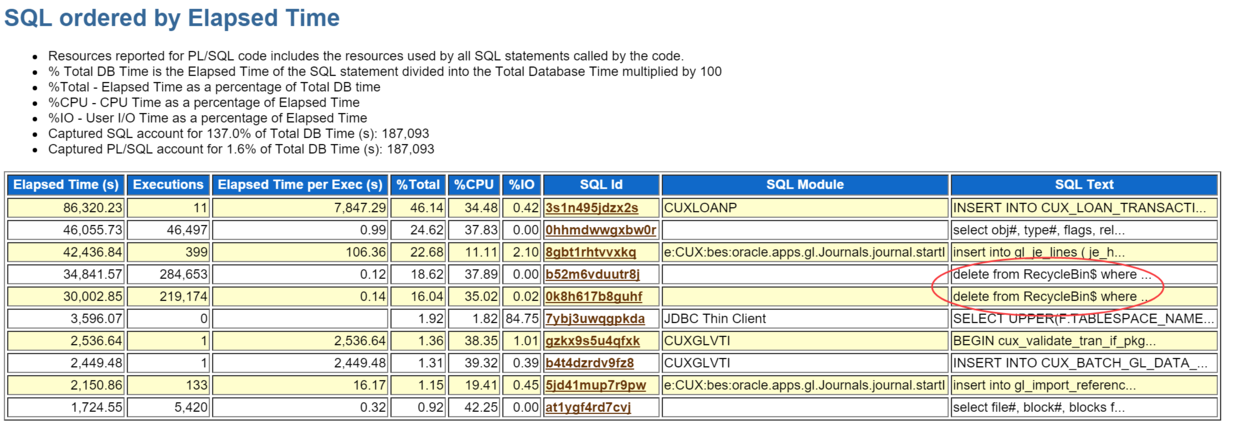 SQL ordered by Elapsed Time
Resources reported for PL/SQL code includes the resources used by all SQL statements called by the code.
% Total DB Time is the Elapsed Time of the SQL statement divided into the Total Database Time multiplied by 100
%Total - Elapsed Time as a percentage of Total DB time
%CPU - CPU Time as a percentage of Elapsed Time
%IO - User I/O Time as a percentage of Elapsed Time
Captured SQL account for 137.0% of Total DB Time (s): 187,093
Captured PL/SQL account for 1.6% of Total DB Time (s): 187,093
Elapsed Time (s) Executions Elapsed Time per Exec (s) %Total %CPU %IO SQL Id SQL Module SQL Text
86,320.23 11 7,847.29 46.14 34.48 0.42 3s1n495jdzx2s CUXLOANP INSERT INTO CUX_LOAN_TRANSACTI...
46,055.73 46,497 0.99 24.62 37.83 0.00 0hhmdwwgxbw0r select obj#, type#, flags, rel...
42,436.84 399 106.36 22.68 11.11 2.10 8gbt1rhtvvxkq e:CUX:bes:oracle.apps.gl.Journals.journal.startI insert into gl_je_lines ( je_h...
34,841.57 284,653 0.12 18.62 37.89 0.00 b52m6vduutr8j delete from RecycleBin$ where ...
30,002.85 219,174 0.14 16.04 35.02 0.02 0k8h617b8guhf delete from RecycleBin$ where ..
3,596.07 0 1.92 1.82 84.75 7ybj3uwqgpkda JDBC Thin Client SELECT UPPER(F.TABLESPACE_NAME...
2,536.64 1 2,536.64 1.36 38.35 1.01 gzkx9s5u4qfxk CUXGLVTI BEGIN cux_validate_tran_if_pkg...
2,449.48 1 2,449.48 1.31 39.32 0.39 b4t4dzrdv9fz8 CUXGLVTI INSERT INTO CUX_BATCH_GL_DATA_...
2,150.86 133 16.17 1.15 19.41 0.45 5jd41mup7r9pw e:CUX:bes:oracle.apps.gl.Journals.journal.startI insert into gl_import_referenc...
1,724.55 5,420 0.32 0.92 42.25 0.00 at1ygf4rd7cvj select file#, block#, blocks f...